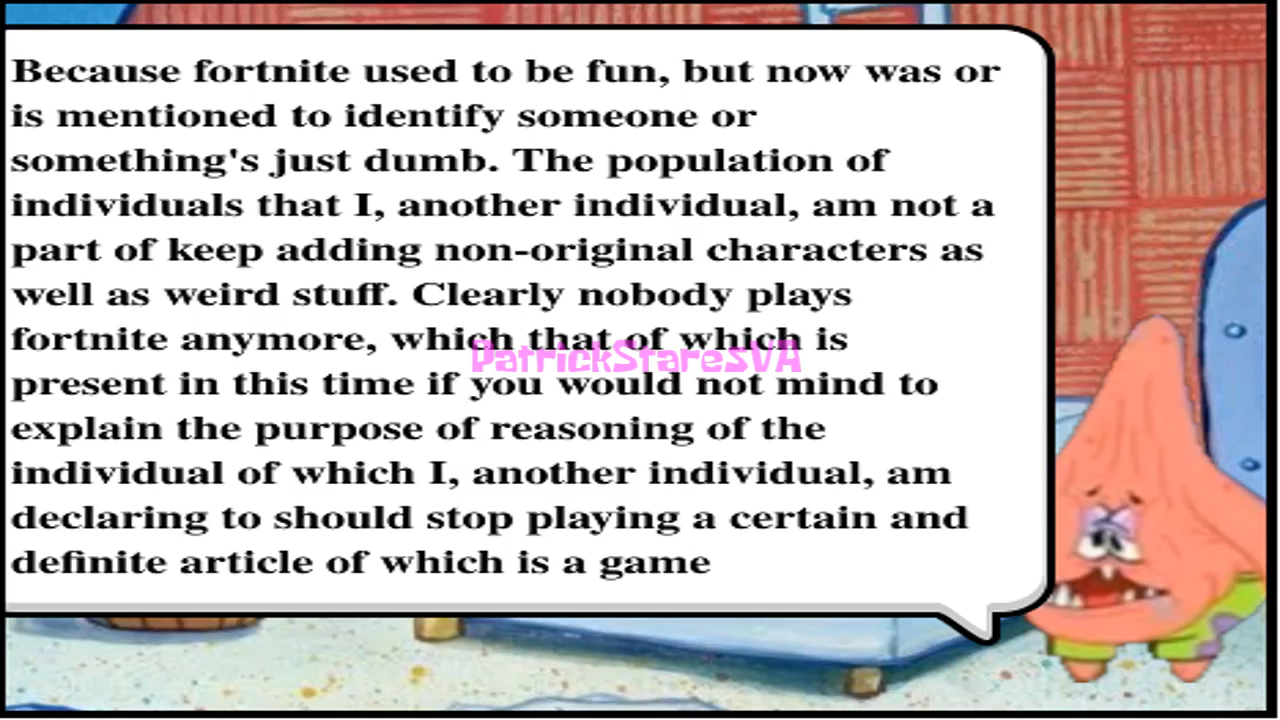 Because fortnite used to be fun, but now was or
is mentioned to identify someone or
something's just dumb. The population of
individuals that I, another individual, am not a
part of keep adding non-original characters as
well as weird stuff. Clearly nobody plays
fortnite anymore, which that of which is
PatrickStaresVA
present in this time if you would not mind to
explain the purpose of reasoning of the
individual of which I, another individual, am
declaring to should stop playing a certain and
definite article of which is a game